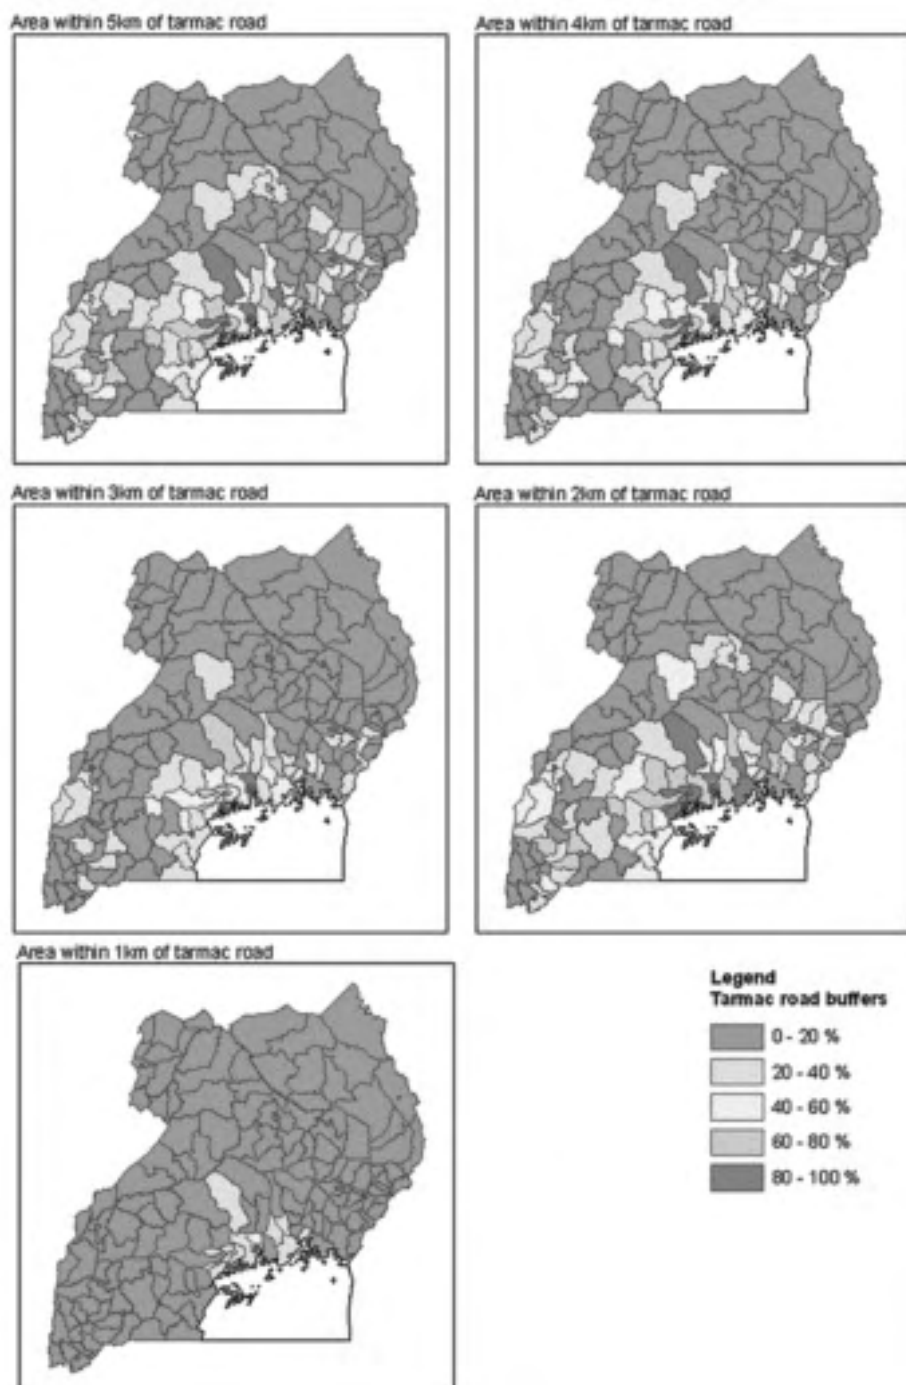 Area within 5km of tarmac road
Area within 4km of tarmac road
Area within 3km of tarmac road
Area within 2km of tarmac road
Area within 1km of tarmac road
Legend
Tarmac road buffers
0 - 20 %
20 - 40 %
40 - 60 %
60 - 80 %
80 - 100 %